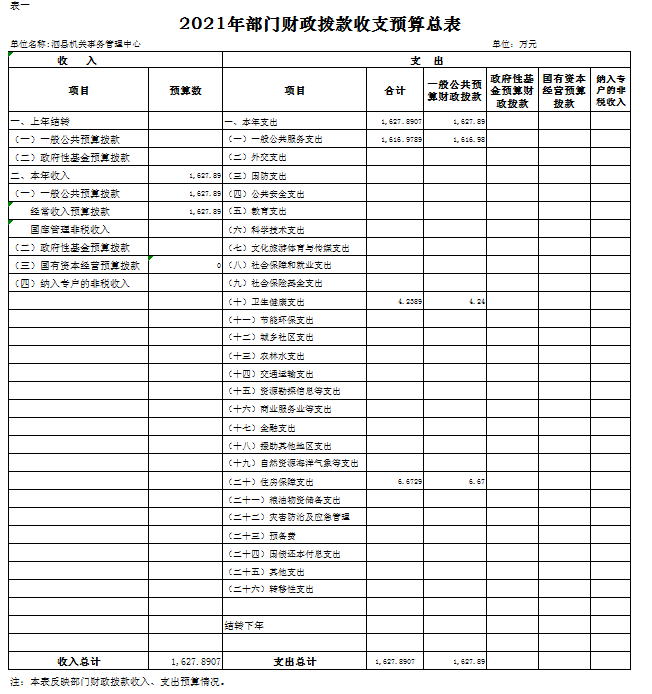 表一
2021年部门财政拨款收支预算总表
单位名称:泗县机关事务管理中心 单位：万元
收 入 支 出
项目 预算数 项目 合计 一般公共预算财政拨款 政府性基金预算财政拨款 国有资本经营预算拨款 纳入专户的非税收入
一、上年结转 一、本年支出 1,627.8907 1,627.89
（一）一般公共预算拨款 （一）一般公共服务支出 1,616.9789 1,616.98
（二）政府性基金预算拨款 （二）外交支出
二、本年收入 1,627.89 （三）国防支出
（一）一般公共预算拨款 1,627.89 （四）公共安全支出
经常收入预算拨款 1,627.89 （五）教育支出
国库管理非税收入 （六）科学技术支出
（二）政府性基金预算拨款 （七）文化旅游体育与传媒支出
（三）国有资本经营预算拨款 0 （八）社会保障和就业支出
（四）纳入专户的非税收入 （九）社会保险基金支出
（十）卫生健康支出 4.2389 4.24
（十一）节能环保支出
（十二）城乡社区支出
（十三）农林水支出
（十四）交通运输支出
（十五）资源勘探信息等支出
（十六）商业服务业等支出
（十七）金融支出
（十八）援助其他地区支出
（十九）自然资源海洋气象等支出
（二十）住房保障支出 6.6729 6.67
（二十一）粮油物资储备支出
（二十二）灾害防治及应急管理
（二十三）预备费
（二十四）国债还本付息支出
（二十五）其他支出
（二十六）转移性支出
结转下年
收入总计 1,627.8907 支出总计 1,627.8907 1,627.89
注：本表反映部门财政拨款收入、支出预算情况。